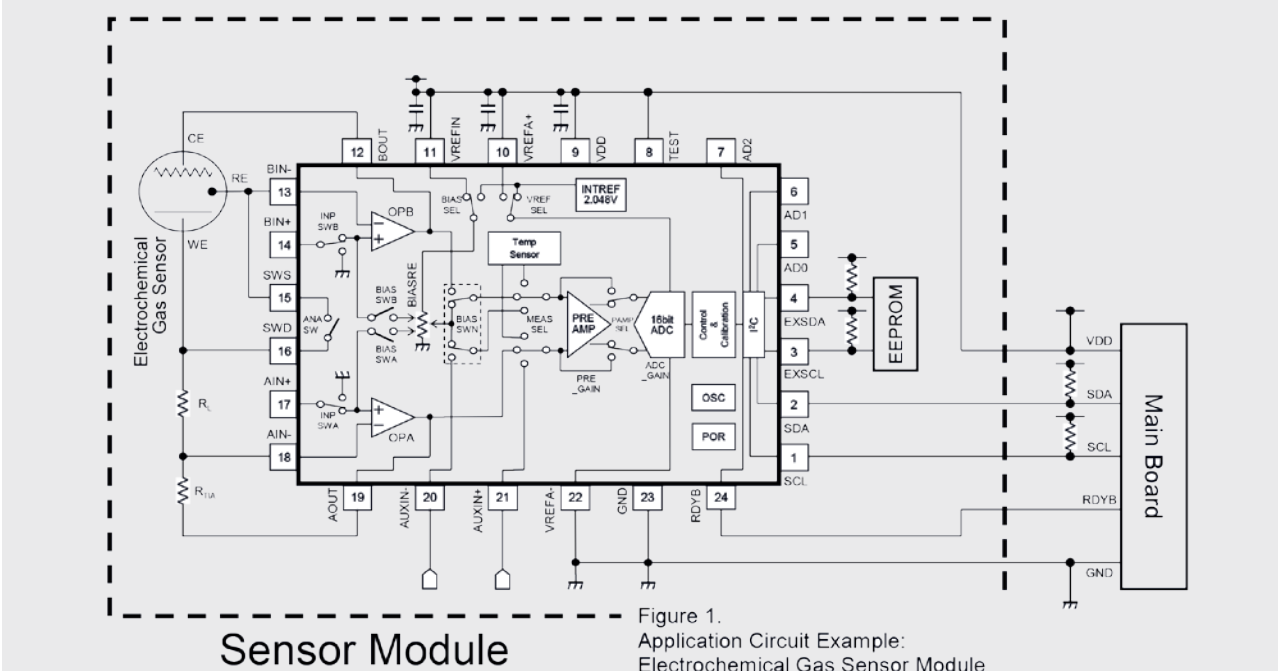 CE
RE
WE
Electrochemical
Gas Sensor
R_L
R_TIA
12
BOUT
11
VREFIN
10
VREFA+
9
VDD
8
TEST
7
AD2
BIN-
13
BIN+
14
SWS
15
SWD
16
AIN+
17
AIN-
18
6
AD1
5
AD0
4
EXSDA
3
EXSCL
2
SDA
1
SCL
INP
SWB
OPB
BIAS
SEL
VREF
SEL
INTREF
2.048V
Temp
Sensor
BIASRE
BIAS
SWB
ANA
SW
BIAS
SWA
BIAS
SWN
MEAS
SEL
PRE
AMP
PAMP
SEL
16bit
ADC
Control
&
Calibration
I²C
PRE
_GAIN
ADC
_GAIN
INP
SWA
OPA
OSC
POR
EEPROM
AOUT
19
AUXIN-
20
AUXIN+
21
VREFA-
22
GND
23
RDYB
24
VDD
SDA
SCL
RDYB
GND
Main Board
Sensor Module
Figure 1.
Application Circuit Example:
Electrochemical Gas Sensor Module